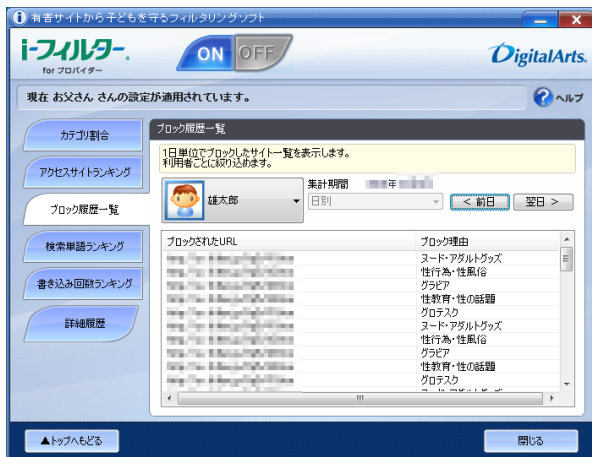 有害サイトから子どもを守るフィルタリングソフト
i-フィルター®
for プロバイダー
ON OFF
DigitalArts®
現在 お父さん さんの設定が適用されています。
ヘルプ
カテゴリ割合
アクセスサイトランキング
ブロック履歴一覧
検索単語ランキング
書き込み回数ランキング
詳細履歴
ブロック履歴一覧
1日単位でブロックしたサイト一覧を表示します。
利用者ごとに絞り込めます。
雄太郎
集計期間 年
日別
< 前日
翌日 >
ブロックされたURL ブロック理由
ヌード・アダルトグッズ
性行為・性風俗
グラビア
性教育・性の話題
グロテスク
ヌード・アダルトグッズ
性行為・性風俗
グラビア
性教育・性の話題
グロテスク
▲トップへもどる
閉じる